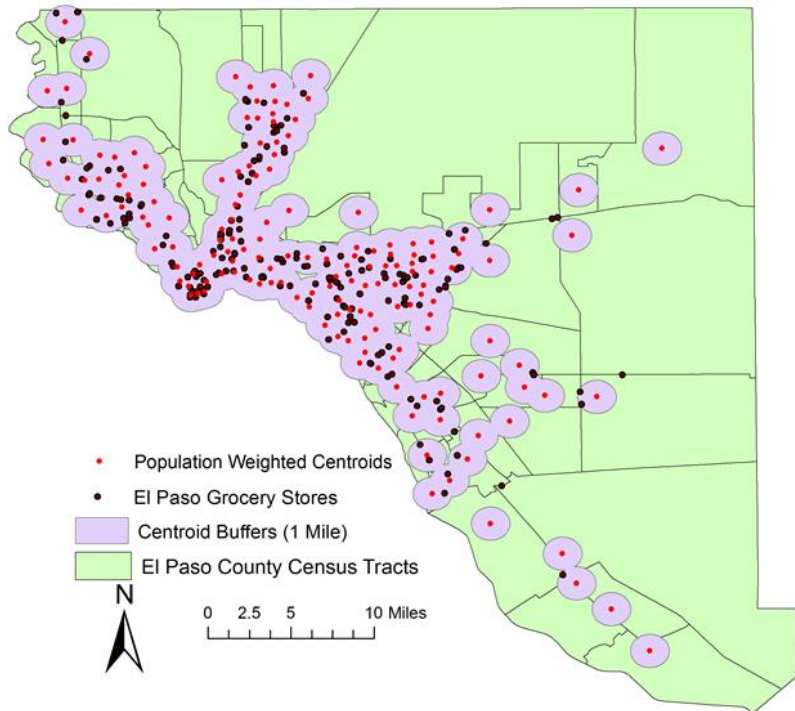 Population Weighted Centroids
El Paso Grocery Stores
Centroid Buffers (1 Mile)
El Paso County Census Tracts
N
0 2.5 5 10 Miles